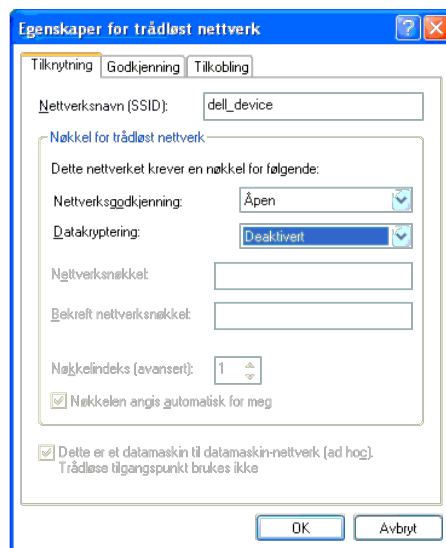 Egenskaper for trådløst nettverk
Tilknytning Godkjenning Tilkobling
Nettverksnavn (SSID): dell_device
Nøkkel for trådløst nettverk
Dette nettverket krever en nøkkel for følgende:
Nettverksgodkjenning: Åpen
Datakryptering: Deaktivert
Nettverksnøkkel:
Bekreft nettverksnøkkel:
Nøkkelindeks (avansert): 1
Nøkkelen angis automatisk for meg
Dette er et datamaskin til datamaskin-nettverk (ad hoc).
Trådløse tilgangspunkt brukes ikke
OK Avbryt